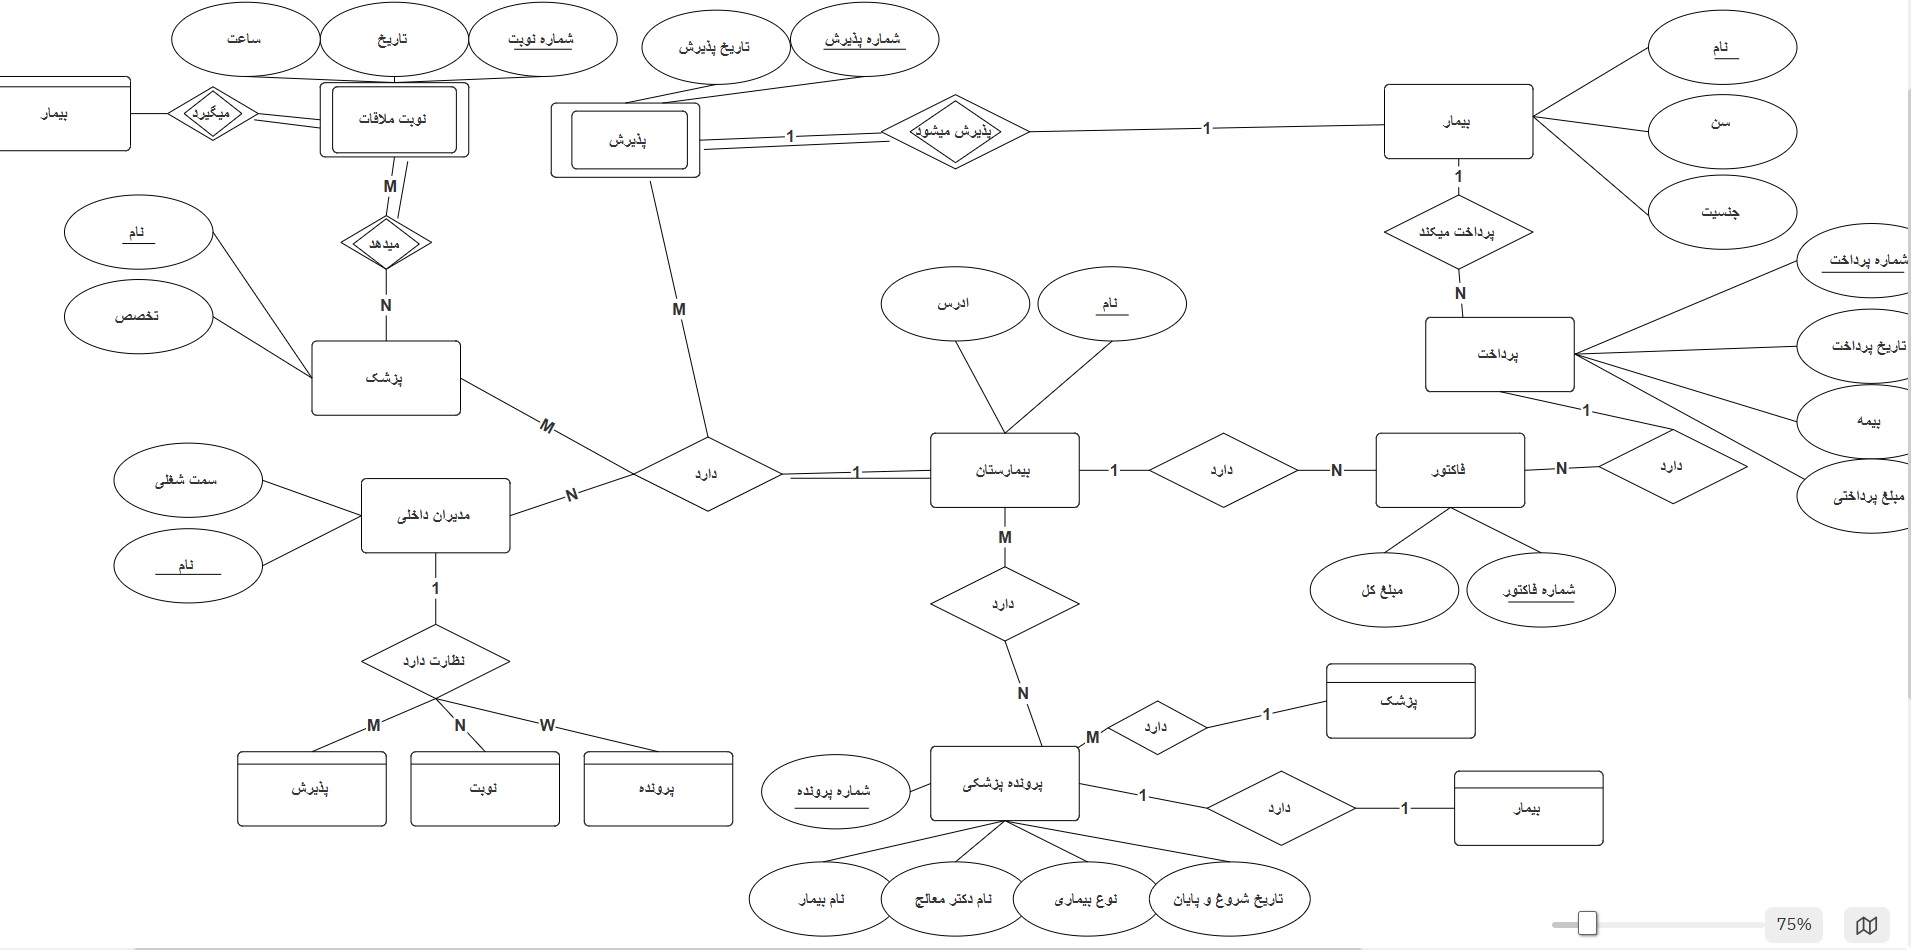 ساعت
تاریخ
شماره نوبت
تاریخ پذیرش
شماره پذیرش
نام
بیمار
میگیرد
نوبت ملاقات
پذیرش
1
پذیرش میشود
1
بیمار
سن
M
1
جنسیت
نام
میدهد
پرداخت میکند
شماره پرداخت
تخصص
N
M
ادرس
نام
N
پرداخت
تاریخ پرداخت
پزشک
M
1
بیمه
سمت شغلی
مدیران داخلی
N
دارد
1
بیمارستان
1
دارد
N
فاکتور
N
دارد
مبلغ پرداختی
نام
1
M
دارد
مبلغ کل
شماره فاکتور
نظارت دارد
M
N
W
N
M
دارد
1
پزشک
پذیرش
نوبت
پرونده
شماره پرونده
پرونده پزشکی
1
دارد
1
بیمار
نام بیمار
نام دکتر معالج
نوع بیماری
تاریخ شروغ و پایان
75%